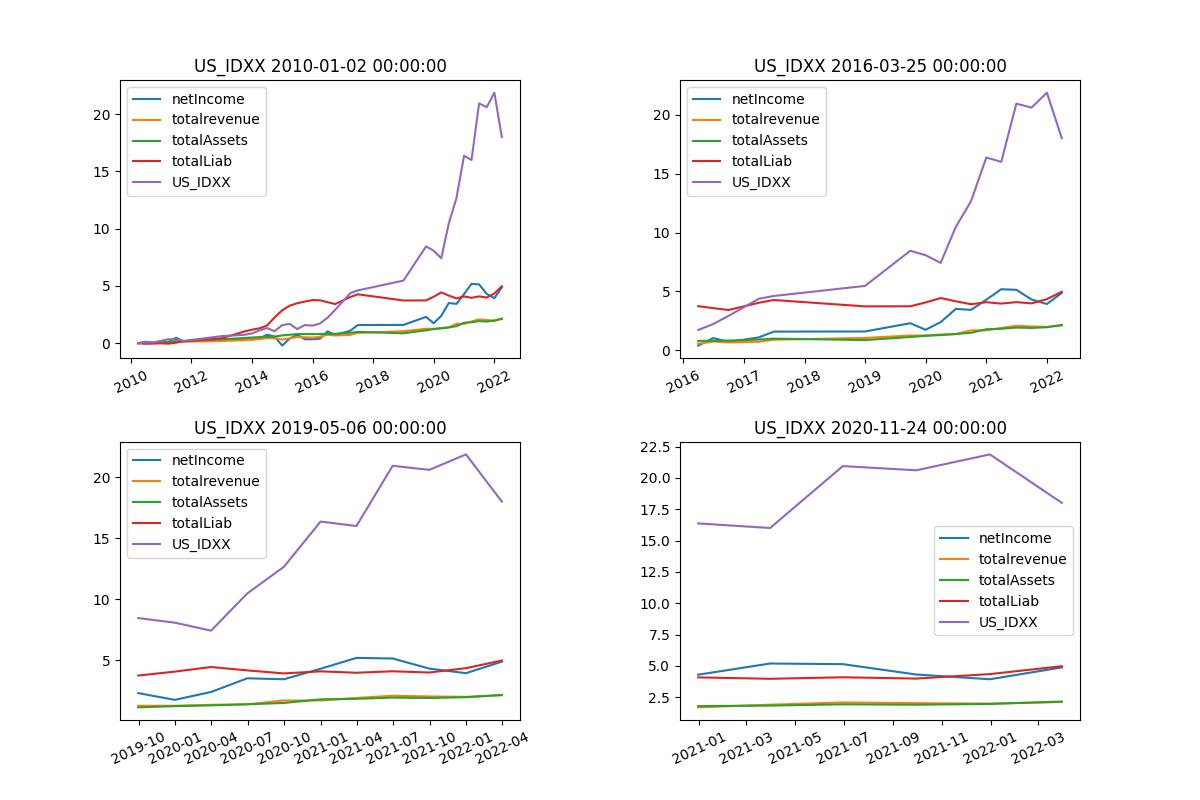 US_IDXX 2010-01-02 00:00:00
netIncome
totalrevenue
totalAssets
totalLiab
US_IDXX
20
15
10
5
0
2010 2012 2014 2016 2018 2020 2022
US_IDXX 2016-03-25 00:00:00
netIncome
totalrevenue
totalAssets
totalLiab
US_IDXX
20
15
10
5
0
2016 2017 2018 2019 2020 2021 2022
US_IDXX 2019-05-06 00:00:00
netIncome
totalrevenue
totalAssets
totalLiab
US_IDXX
20
15
10
5
2019-10 2020-01 2020-04 2020-07 2020-10 2021-01 2021-04 2021-07 2021-10 2022-01 2022-04
US_IDXX 2020-11-24 00:00:00
22.5
20.0
17.5
15.0
12.5
10.0
7.5
5.0
2.5
netIncome
totalrevenue
totalAssets
totalLiab
US_IDXX
2021-01 2021-03 2021-05 2021-07 2021-09 2021-11 2022-01 2022-03